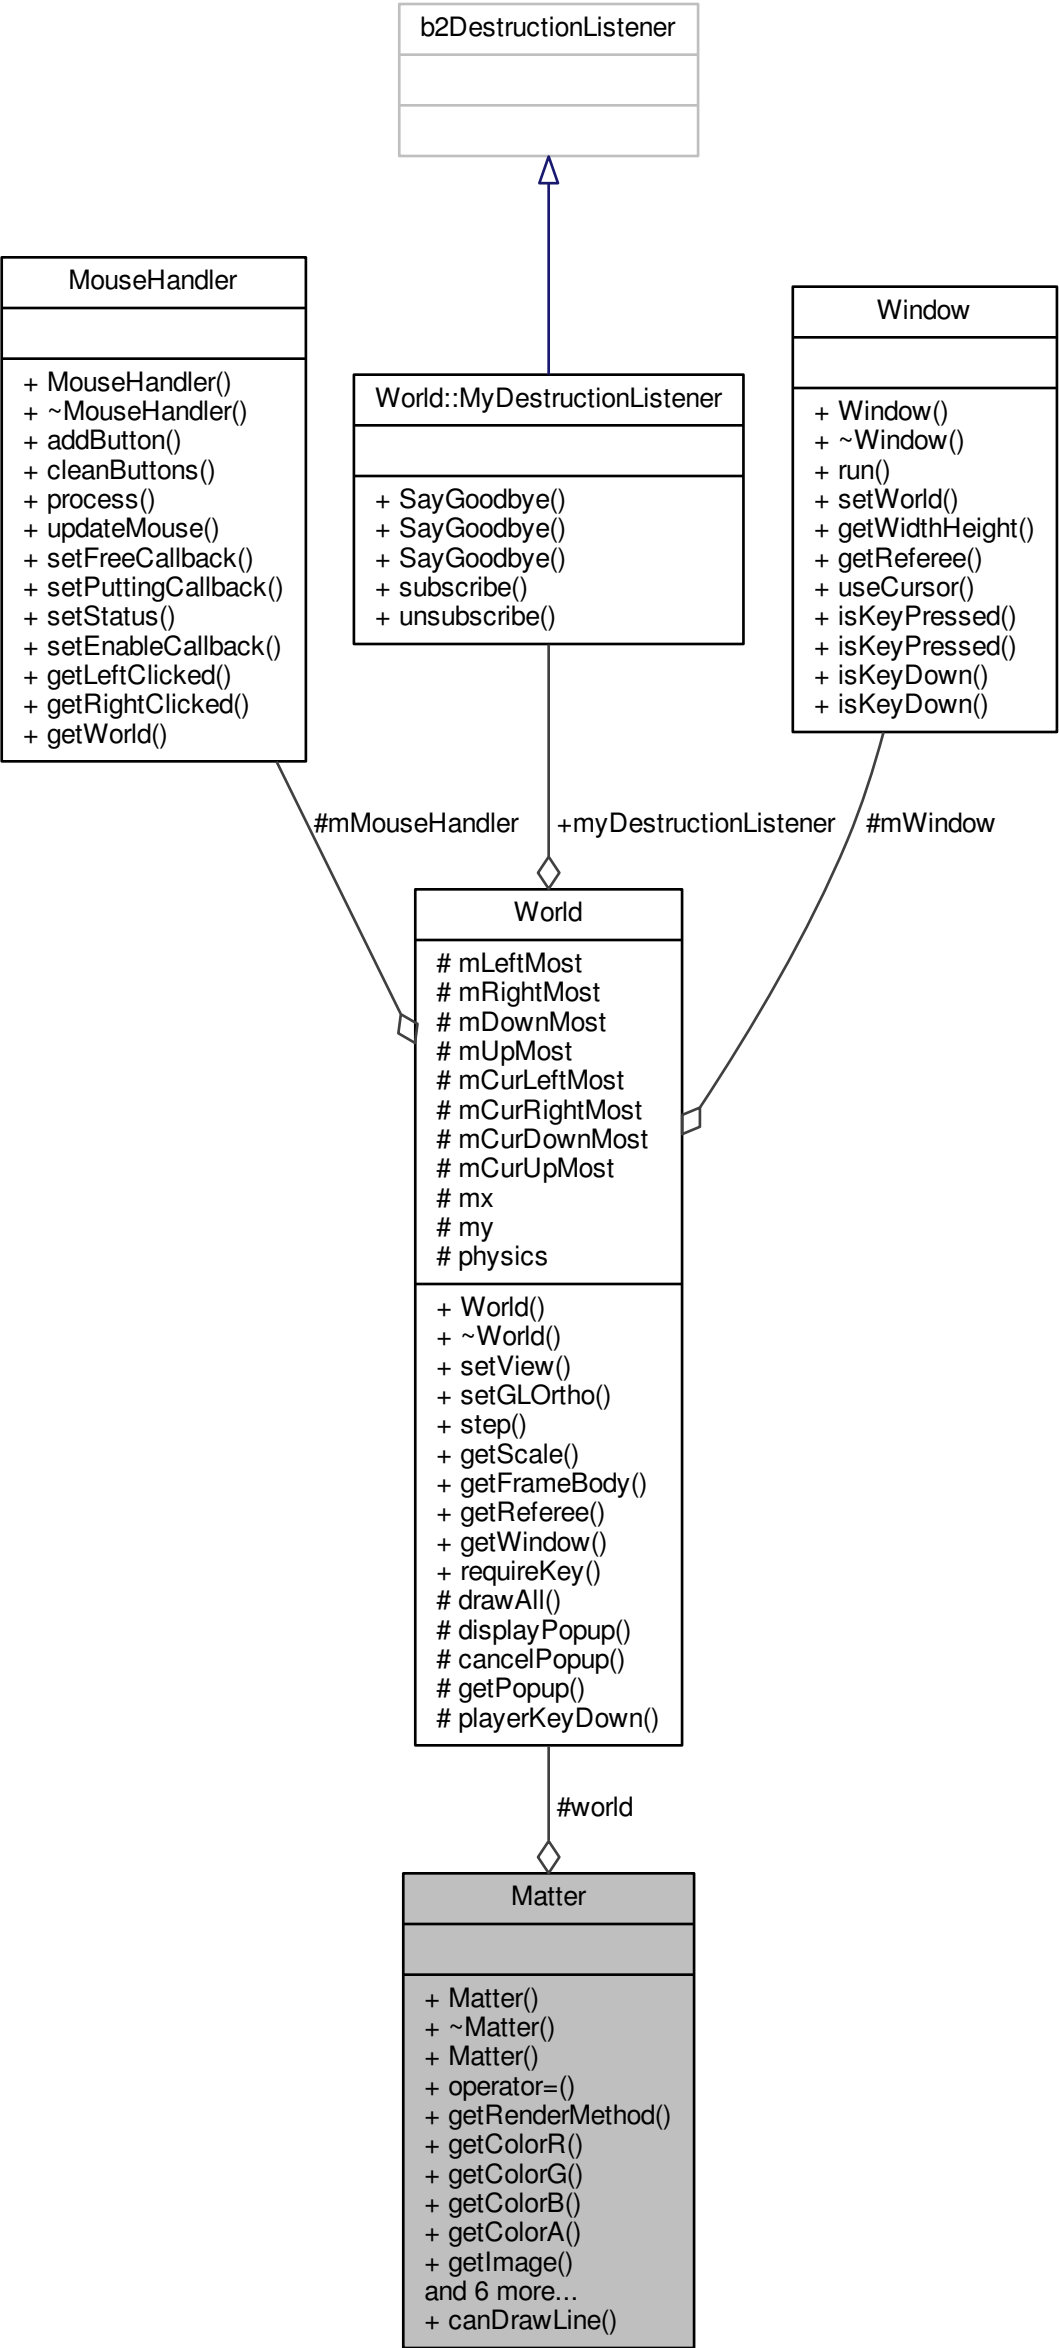 b2DestructionListener
MouseHandler
+ MouseHandler()
+ ~MouseHandler()
+ addButton()
+ cleanButtons()
+ process()
+ updateMouse()
+ setFreeCallback()
+ setPuttingCallback()
+ setStatus()
+ setEnableCallback()
+ getLeftClicked()
+ getRightClicked()
+ getWorld()
World::MyDestructionListener
+ SayGoodbye()
+ SayGoodbye()
+ SayGoodbye()
+ subscribe()
+ unsubscribe()
Window
+ Window()
+ ~Window()
+ run()
+ setWorld()
+ getWidthHeight()
+ getReferee()
+ useCursor()
+ isKeyPressed()
+ isKeyPressed()
+ isKeyDown()
+ isKeyDown()
#mMouseHandler
+myDestructionListener
#mWindow
World
# mLeftMost
# mRightMost
# mDownMost
# mUpMost
# mCurLeftMost
# mCurRightMost
# mCurDownMost
# mCurUpMost
# mx
# my
# physics
+ World()
+ ~World()
+ setView()
+ setGLOrtho()
+ step()
+ getScale()
+ getFrameBody()
+ getReferee()
+ getWindow()
+ requireKey()
# drawAll()
# displayPopup()
# cancelPopup()
# getPopup()
# playerKeyDown()
#world
Matter
+ Matter()
+ ~Matter()
+ Matter()
+ operator=()
+ getRenderMethod()
+ getColorR()
+ getColorG()
+ getColorB()
+ getColorA()
+ getImage()
and 6 more...
+ canDrawLine()